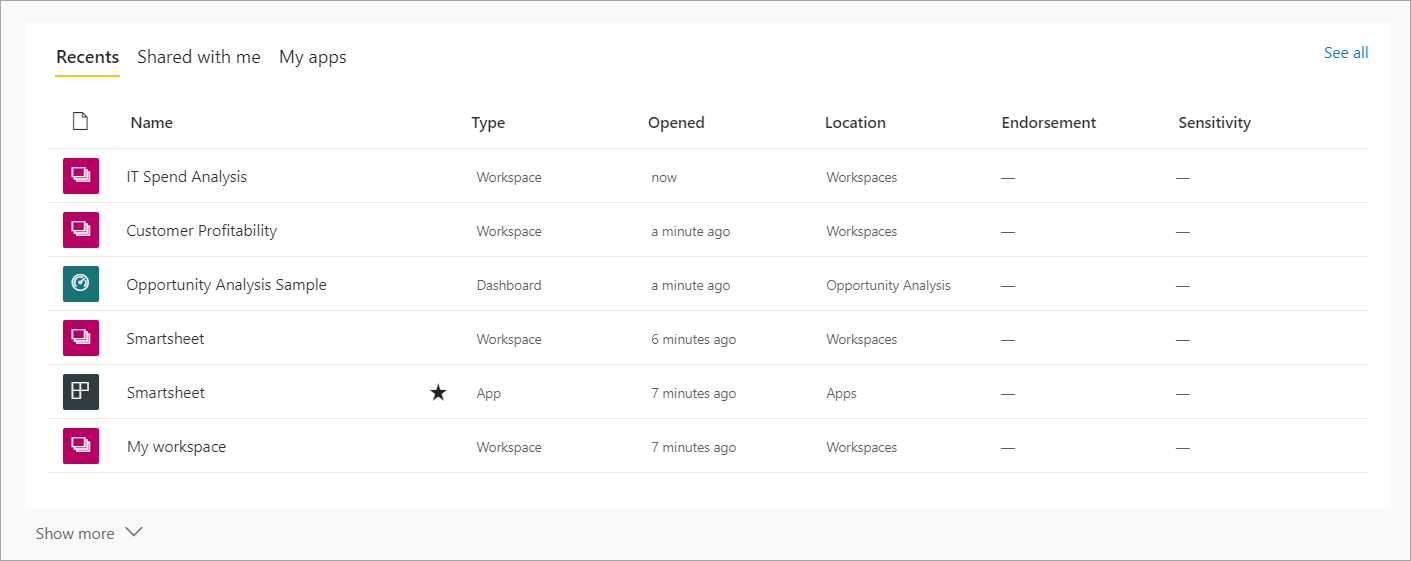 Recents Shared with me My apps See all
Name Type Opened Location Endorsement Sensitivity
IT Spend Analysis Workspace now Workspaces — —
Customer Profitability Workspace a minute ago Workspaces — —
Opportunity Analysis Sample Dashboard a minute ago Opportunity Analysis — —
Smartsheet Workspace 6 minutes ago Workspaces — —
Smartsheet ★ App 7 minutes ago Apps — —
My workspace Workspace 7 minutes ago Workspaces — —
Show more